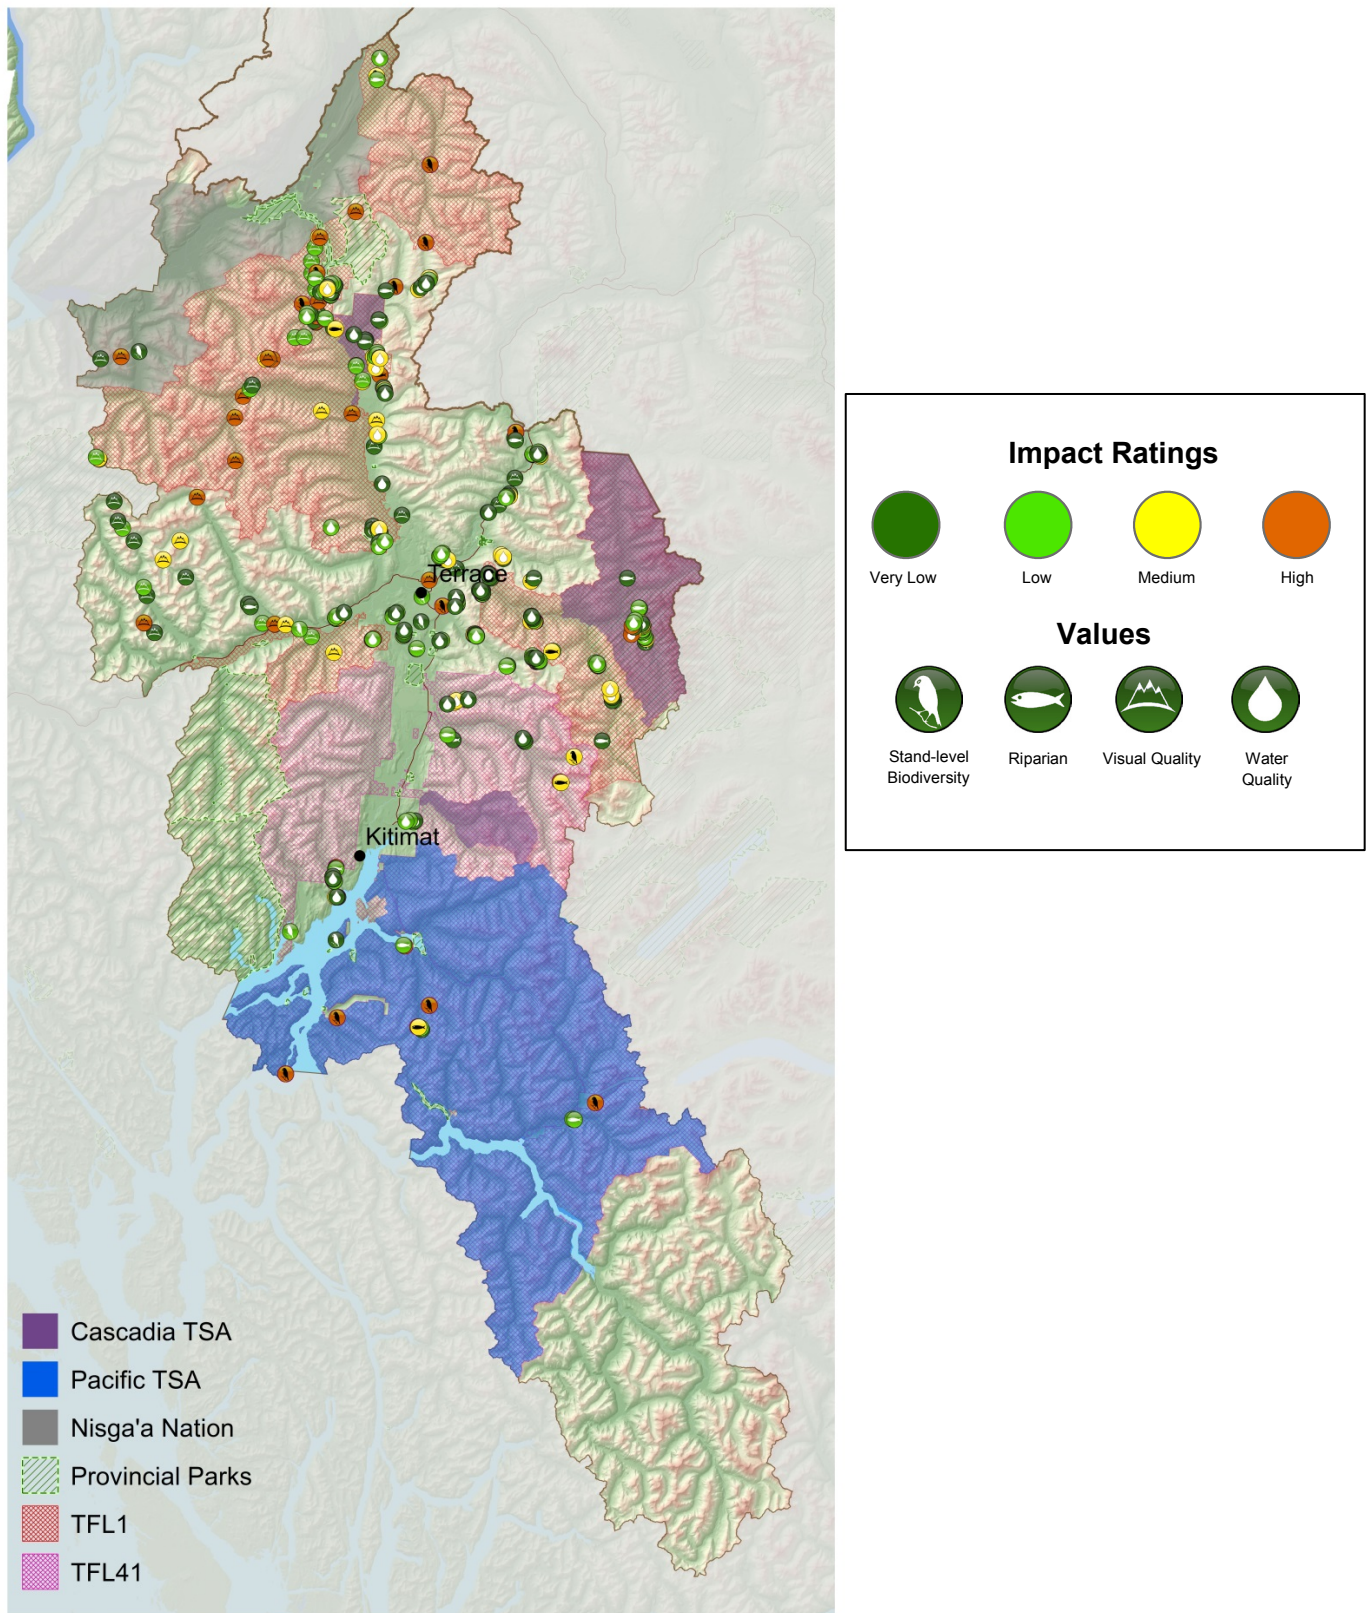 Terrace
Kitimat
Cascadia TSA
Pacific TSA
Nisga'a Nation
Provincial Parks
TFL1
TFL41
Impact Ratings
Very Low
Low
Medium
High
Values
Stand-level
Biodiversity
Riparian
Visual Quality
Water
Quality